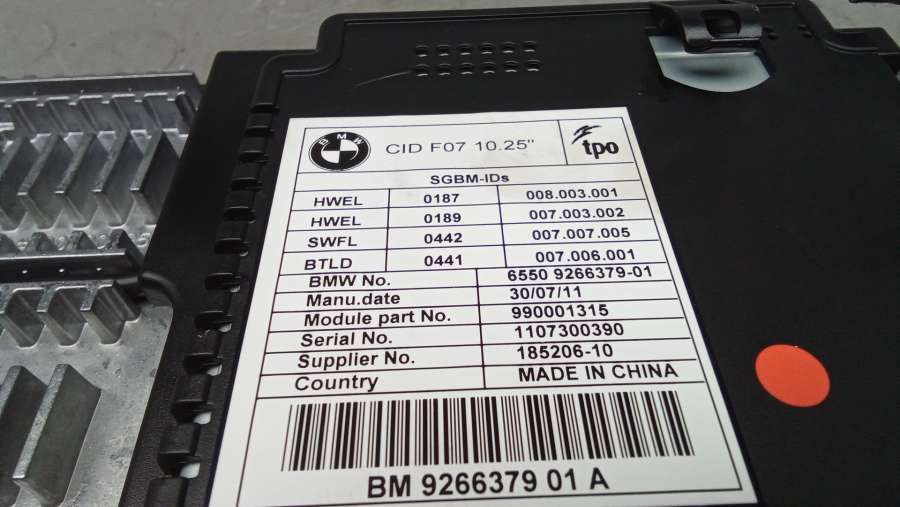 BMW CID F07 10.25" tpo
SGBM-IDs
HWEL 0187 008.003.001
HWEL 0189 007.003.002
SWFL 0442 007.007.005
BTLD 0441 007.006.001
BMW No. 6550 9266379-01
Manu.date 30/07/11
Module part No. 990001315
Serial No. 1107300390
Supplier No. 185206-10
Country MADE IN CHINA
BM 9266379 01 A